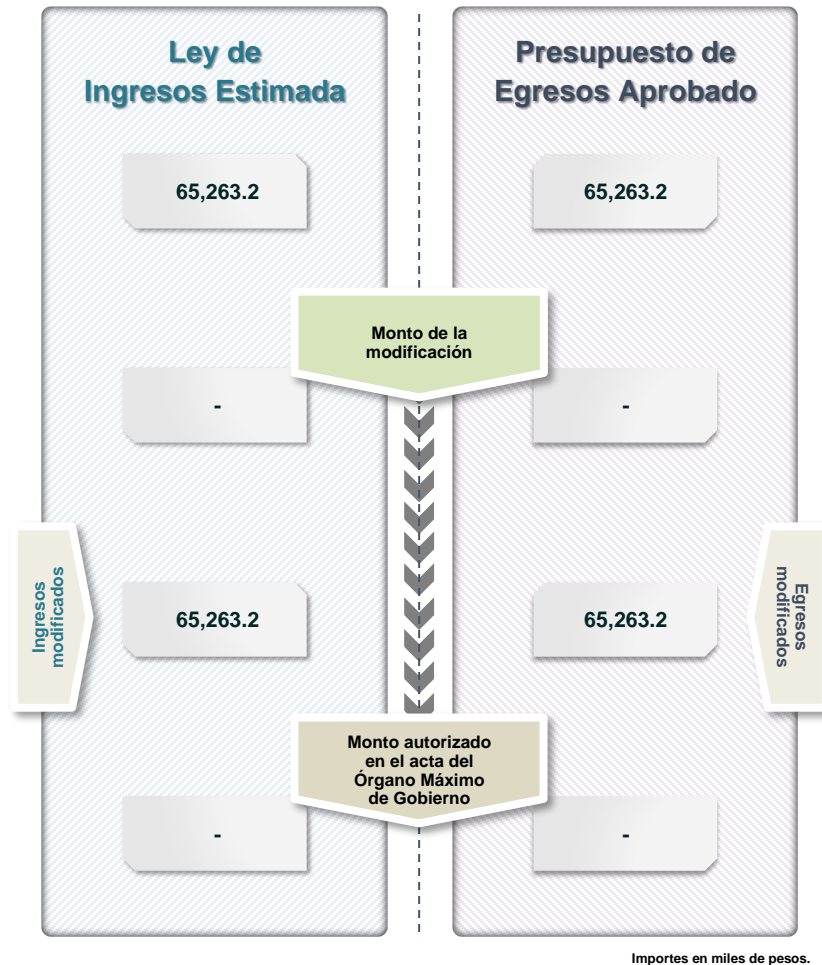 Ley de
Ingresos Estimada
Presupuesto de
Egresos Aprobado
65,263.2
65,263.2
Monto de la
modificación
-
-
Ingresos
modificados
65,263.2
65,263.2
Egresos
modificados
Monto autorizado
en el acta del
Órgano Máximo
de Gobierno
-
-
Importes en miles de pesos.